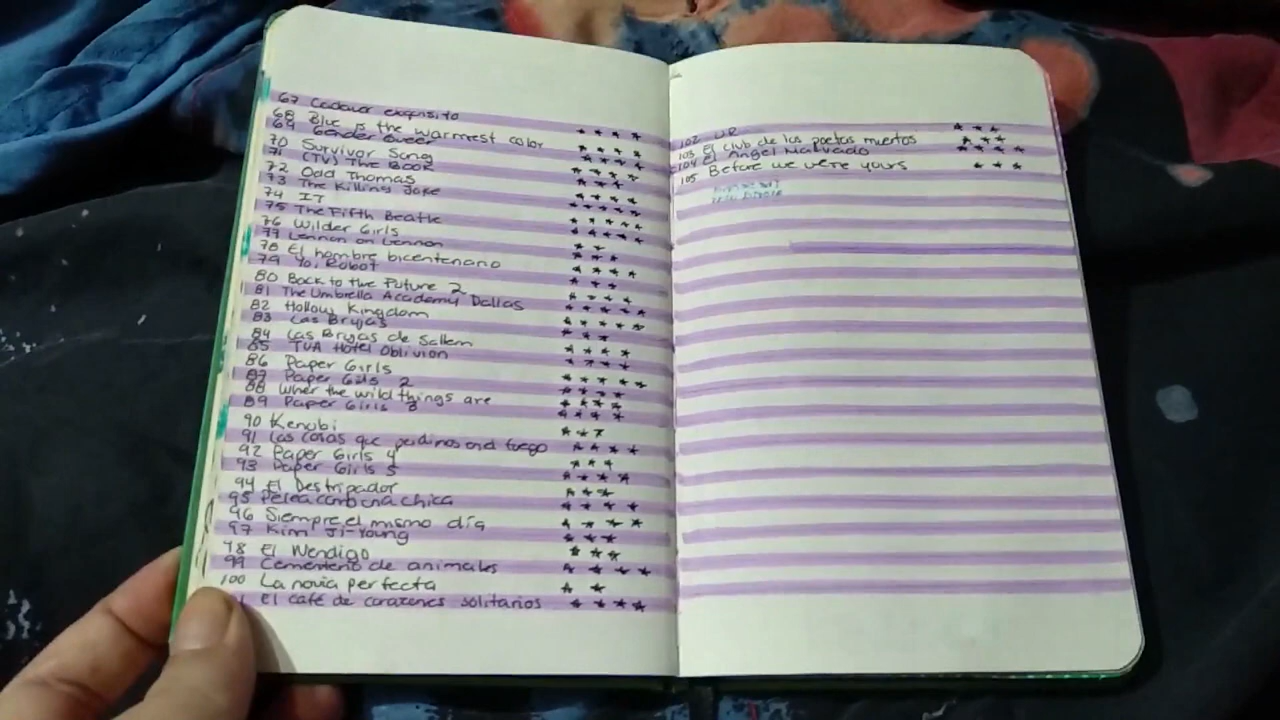 67 Cadaver exquisito ****
68 Blue is the warmest color ****
69 Gender Queer ****
70 Survivor Song ****
71 (TV) The Book
72 Odd Thomas
73 The Killing Joke
74 IT
75 The Fifth Beatle
76 Wilder Girls
77 Lennon on Lennon
78 El hombre bicentenario
79 Yo, Robot
80 Back to the Future 2
81 The Umbrella Academy Dallas
82 Hollow Kingdom
83 Las Brujas
84 Las Brujas de Sallem
85 TUA Hotel Oblivion
86 Paper Girls
87 Paper Girls 2
88 Wher the wild things are
89 Paper Girls 3
90 Kenobi
91 Las cosas que perdimos en el fuego
92 Paper Girls 4
93 Paper Girls 5
94 El Destripador
95 Pelea como una chica
96 Siempre el mismo día
97 Kim Ji-Young
98 El Wendigo
99 Cementerio de animales
100 La novia perfecta
1 El café de corazones solitarios
102 UR
103 El club de los poetas muertos
104 El Angel Malvado
105 Before we were yours